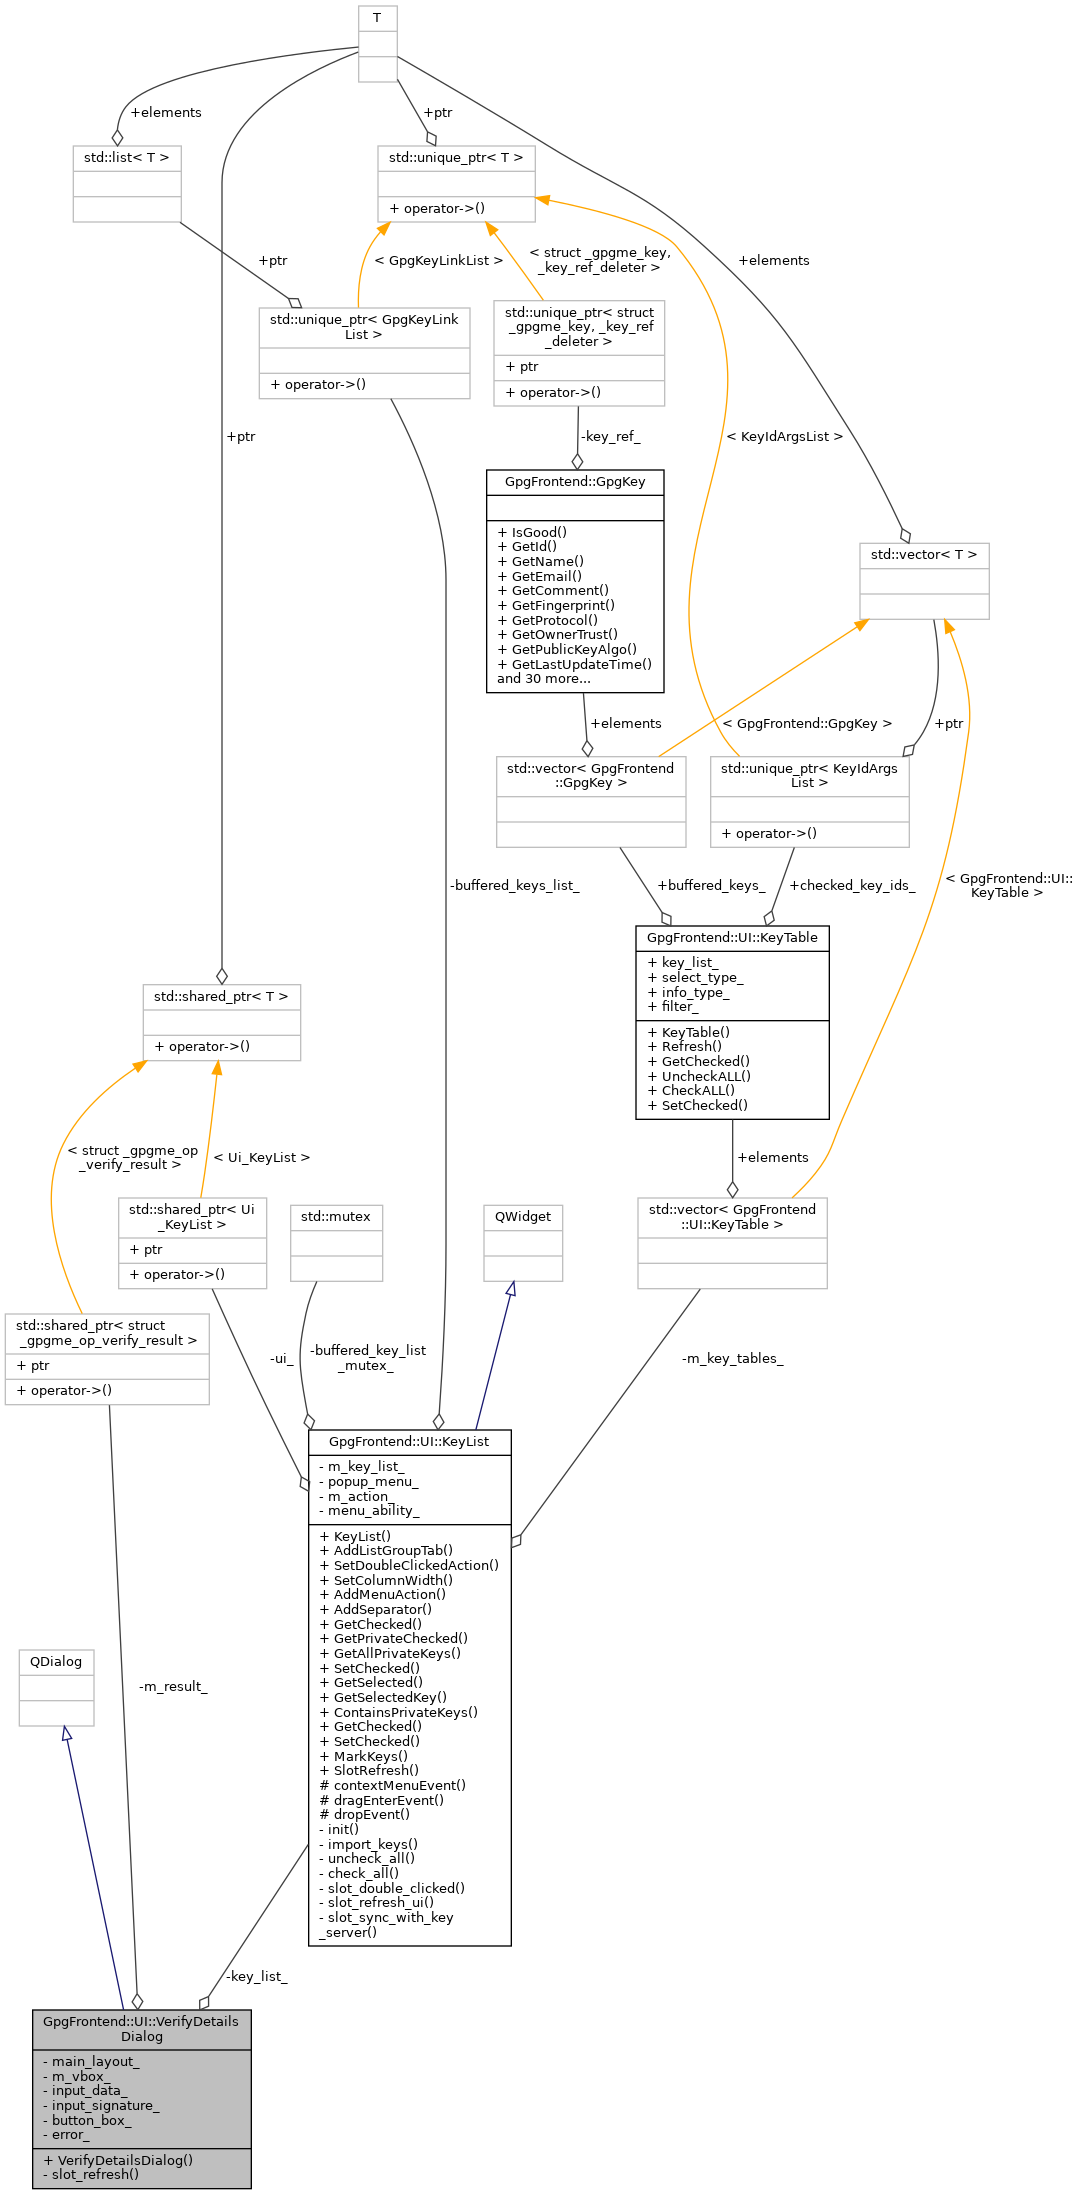 T
+elements
+ptr
std::list< T >
std::unique_ptr< T >
+ operator->()
+ptr
< GpgKeyLinkList >
< struct _gpgme_key,
_key_ref_deleter >
+elements
std::unique_ptr< GpgKeyLink
List >
+ operator->()
std::unique_ptr< struct
_gpgme_key, _key_ref
_deleter >
+ ptr
+ operator->()
+ptr
-key_ref_
< KeyIdArgsList >
GpgFrontend::GpgKey
+ IsGood()
+ GetId()
+ GetName()
+ GetEmail()
+ GetComment()
+ GetFingerprint()
+ GetProtocol()
+ GetOwnerTrust()
+ GetPublicKeyAlgo()
+ GetLastUpdateTime()
and 30 more...
std::vector< T >
+elements
< GpgFrontend::GpgKey >
+ptr
std::vector< GpgFrontend
::GpgKey >
std::unique_ptr< KeyIdArgs
List >
+ operator->()
-buffered_keys_list_
+buffered_keys_
+checked_key_ids_
< GpgFrontend::UI::
KeyTable >
GpgFrontend::UI::KeyTable
+ key_list_
+ select_type_
+ info_type_
+ filter_
+ KeyTable()
+ Refresh()
+ GetChecked()
+ UncheckALL()
+ CheckALL()
+ SetChecked()
std::shared_ptr< T >
+ operator->()
< struct _gpgme_op
_verify_result >
< Ui_KeyList >
+elements
std::shared_ptr< Ui
_KeyList >
+ ptr
+ operator->()
std::mutex
QWidget
std::vector< GpgFrontend
::UI::KeyTable >
std::shared_ptr< struct
_gpgme_op_verify_result >
+ ptr
+ operator->()
-ui_
-buffered_key_list
_mutex_
-m_key_tables_
GpgFrontend::UI::KeyList
- m_key_list_
- popup_menu_
- m_action_
- menu_ability_
+ KeyList()
+ AddListGroupTab()
+ SetDoubleClickedAction()
+ SetColumnWidth()
+ AddMenuAction()
+ AddSeparator()
+ GetChecked()
+ GetPrivateChecked()
+ GetAllPrivateKeys()
+ SetChecked()
+ GetSelected()
+ GetSelectedKey()
+ ContainsPrivateKeys()
+ GetChecked()
+ SetChecked()
+ MarkKeys()
+ SlotRefresh()
# contextMenuEvent()
# dragEnterEvent()
# dropEvent()
- init()
- import_keys()
- uncheck_all()
- check_all()
- slot_double_clicked()
- slot_refresh_ui()
- slot_sync_with_key
_server()
QDialog
-m_result_
-key_list_
GpgFrontend::UI::VerifyDetails
Dialog
- main_layout_
- m_vbox_
- input_data_
- input_signature_
- button_box_
- error_
+ VerifyDetailsDialog()
- slot_refresh()